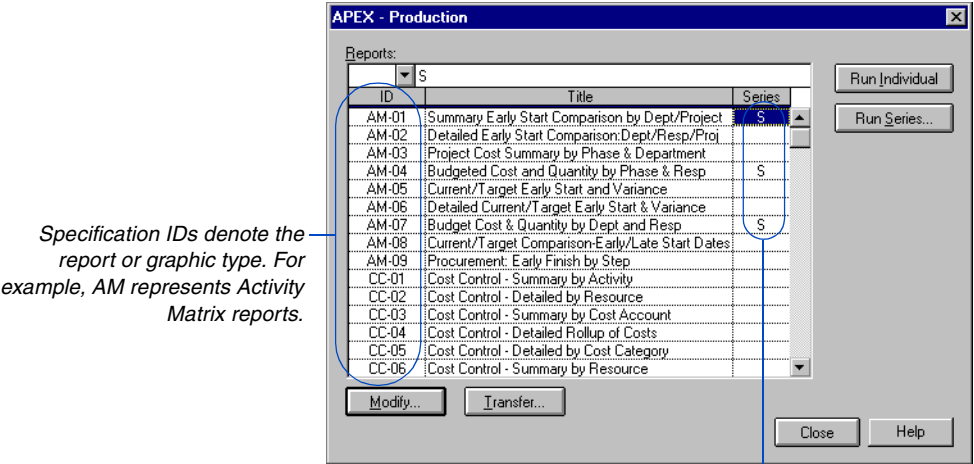 APEX - Production
Reports:
S
Run Individual
ID Title Series
AM-01 Summary Early Start Comparison by Dept/Project S
Run Series...
AM-02 Detailed Early Start Comparison:Dept/Resp/Proj
AM-03 Project Cost Summary by Phase & Department
AM-04 Budgeted Cost and Quantity by Phase & Resp S
AM-05 Current/Target Early Start and Variance
AM-06 Detailed Current/Target Early Start & Variance
AM-07 Budget Cost & Quantity by Dept and Resp S
AM-08 Current/Target Comparison-Early/Late Start Dates
AM-09 Procurement: Early Finish by Step
CC-01 Cost Control - Summary by Activity
CC-02 Cost Control - Detailed by Resource
CC-03 Cost Control - Summary by Cost Account
CC-04 Cost Control - Detailed Rollup of Costs
CC-05 Cost Control - Detailed by Cost Category
CC-06 Cost Control - Summary by Resource
Specification IDs denote the
report or graphic type. For
example, AM represents Activity
Matrix reports.
Modify... Transfer...
Close Help